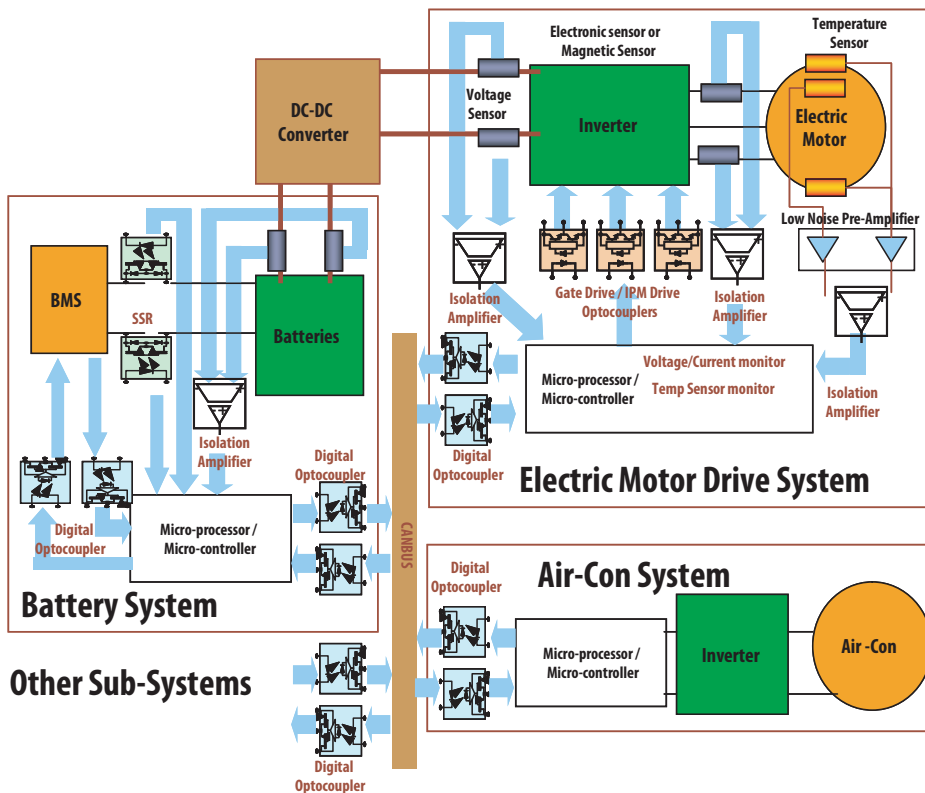 Electronic sensor or
Magnetic Sensor
Temperature
Sensor
DC-DC
Converter
Voltage
Sensor
Inverter
Electric
Motor
Low Noise Pre-Amplifier
BMS
SSR
Batteries
Isolation
Amplifier
Gate Drive / IPM Drive
Optocouplers
Isolation
Amplifier
Isolation
Amplifier
Micro-processor /
Micro-controller
Voltage/Current monitor
Temp Sensor monitor
Isolation
Amplifier
Digital
Optocoupler
Electric Motor Drive System
Digital
Optocoupler
Digital
Optocoupler
Micro-processor /
Micro-controller
CANBUS
Battery System
Digital
Optocoupler
Air-Con System
Micro-processor /
Micro-controller
Inverter
Air -Con
Other Sub-Systems
Digital
Optocoupler